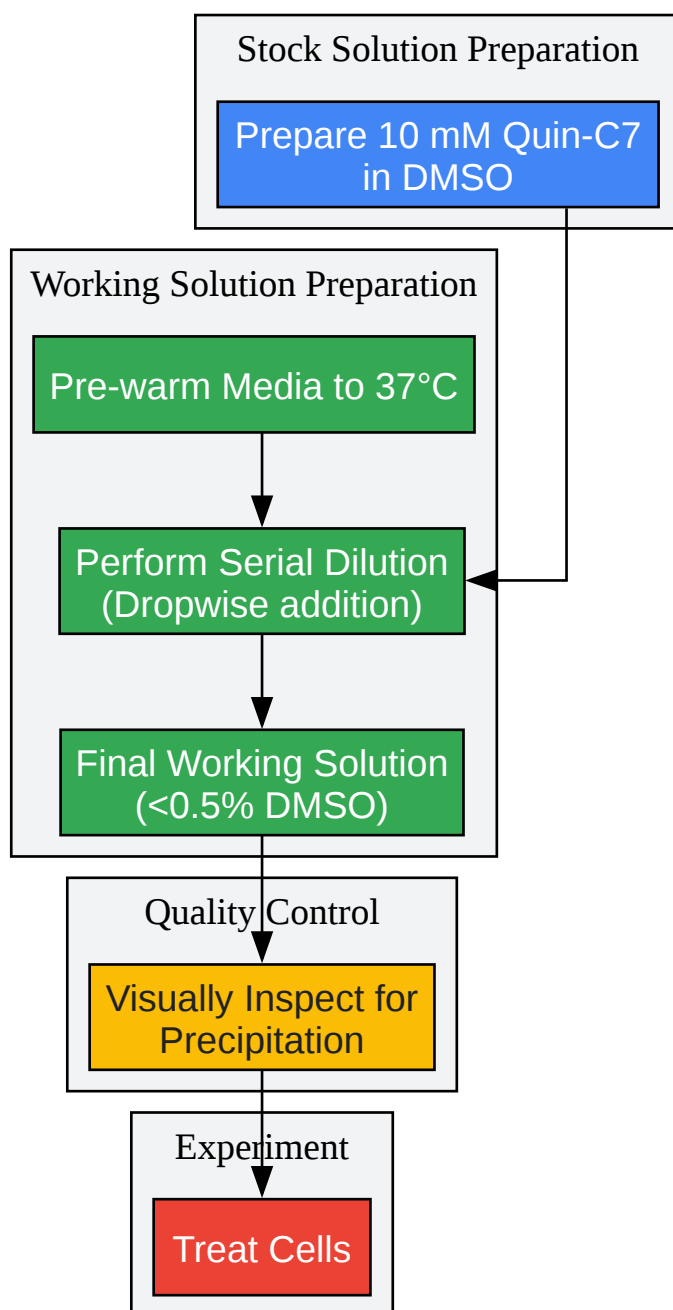 Stock Solution Preparation
Prepare 10 mM Quin-C7
in DMSO
Working Solution Preparation
Pre-warm Media to 37°C
Perform Serial Dilution
(Dropwise addition)
Final Working Solution
(<0.5% DMSO)
Quality Control
Visually Inspect for
Precipitation
Experiment
Treat Cells